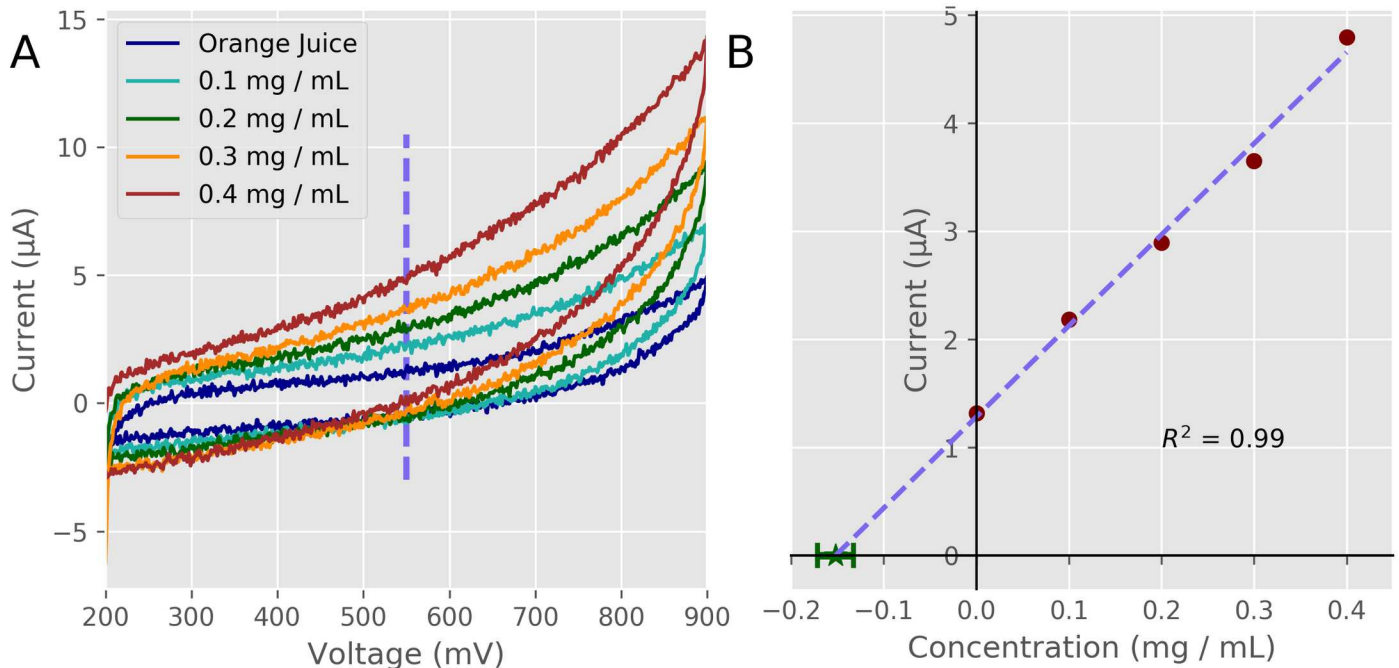 A
15
10
5
0
−5
Current (µA)
Orange Juice
0.1 mg / mL
0.2 mg / mL
0.3 mg / mL
0.4 mg / mL
200 300 400 500 600 700 800 900
Voltage (mV)
B
5
4
3
2
1
0
Current (µA)
R² = 0.99
−0.2 −0.1 0.0 0.1 0.2 0.3 0.4
Concentration (mg / mL)